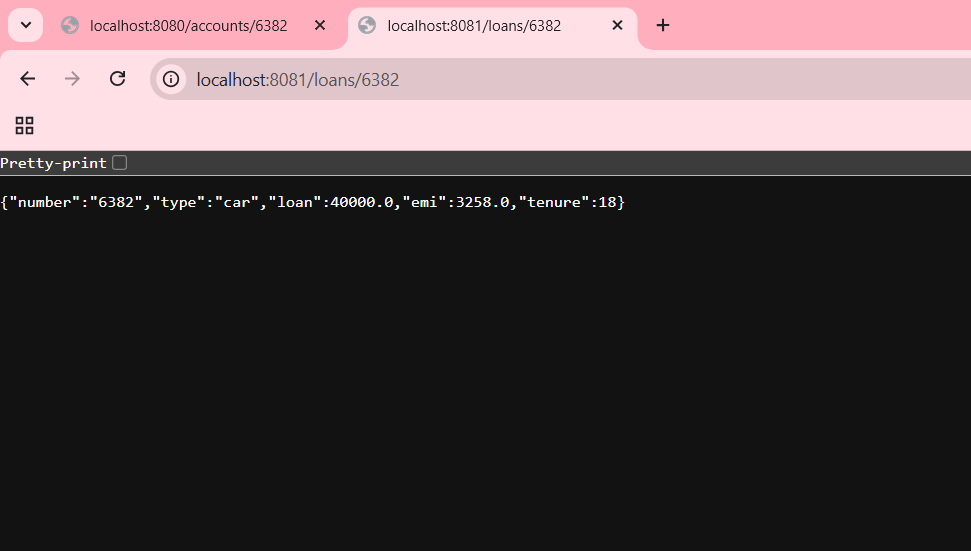 localhost:8080/accounts/6382
localhost:8081/loans/6382
localhost:8081/loans/6382
Pretty-print
{"number":"6382","type":"car","loan":40000.0,"emi":3258.0,"tenure":18}